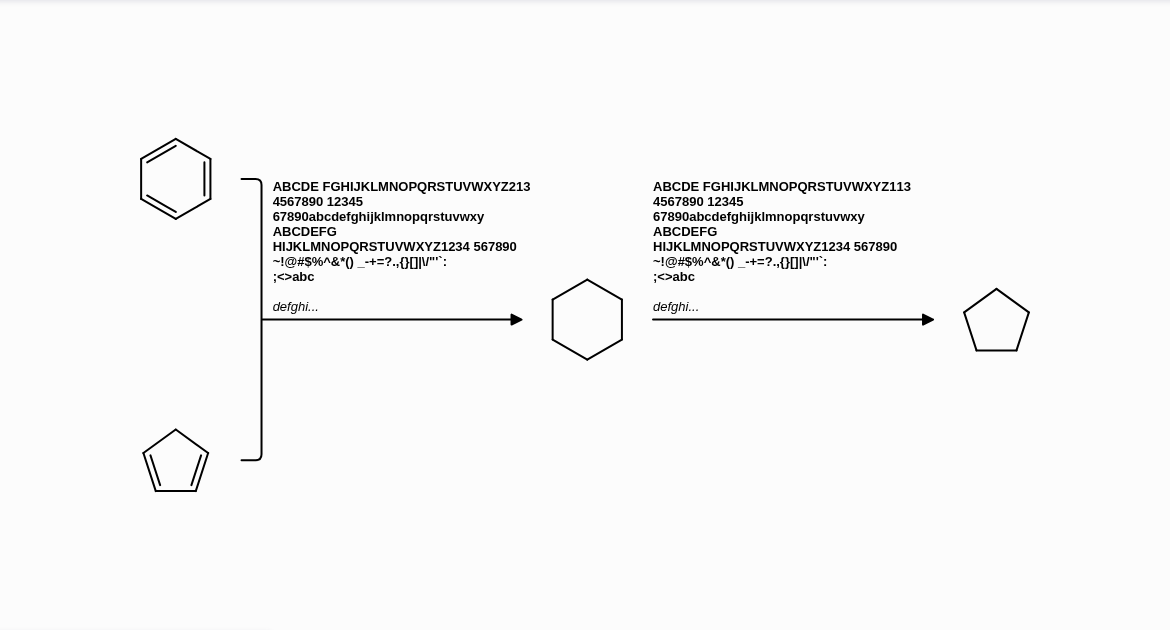 ABCDE FGHIJKLMNOPQRSTUVWXYZ213
4567890 12345
67890abcdefghijklmnopqrstuvwxy
ABCDEFG
HIJKLMNOPQRSTUVWXYZ1234 567890
~!@#$%^&*() _-+=?.,{}[]|\/"'`:
;<>abc
defghi...
ABCDE FGHIJKLMNOPQRSTUVWXYZ113
4567890 12345
67890abcdefghijklmnopqrstuvwxy
ABCDEFG
HIJKLMNOPQRSTUVWXYZ1234 567890
~!@#$%^&*() _-+=?.,{}[]|\/"'`:
;<>abc
defghi...